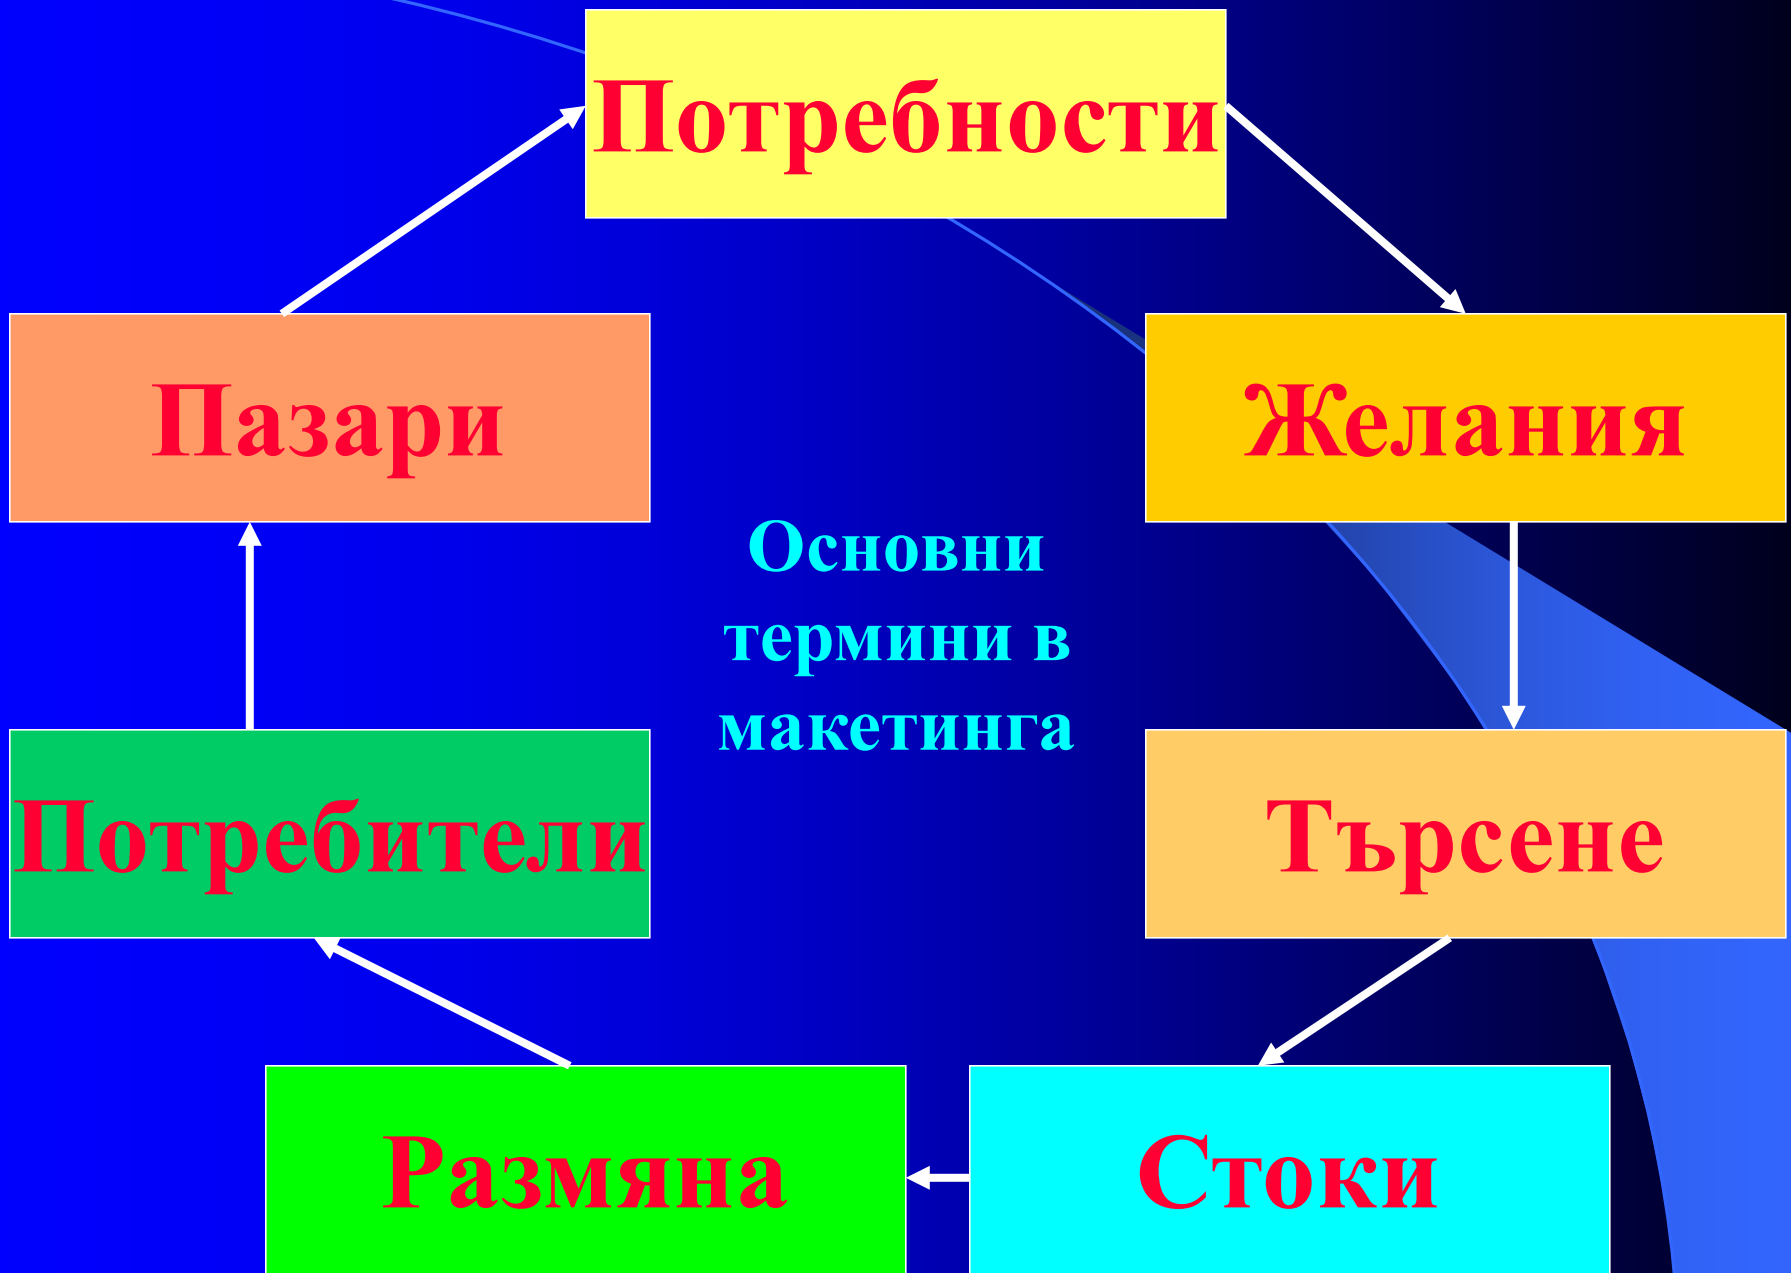 Потребности
Пазари
Желания
Основни
термини в
макетинга
Потребители
Търсене
Размяна
Стоки